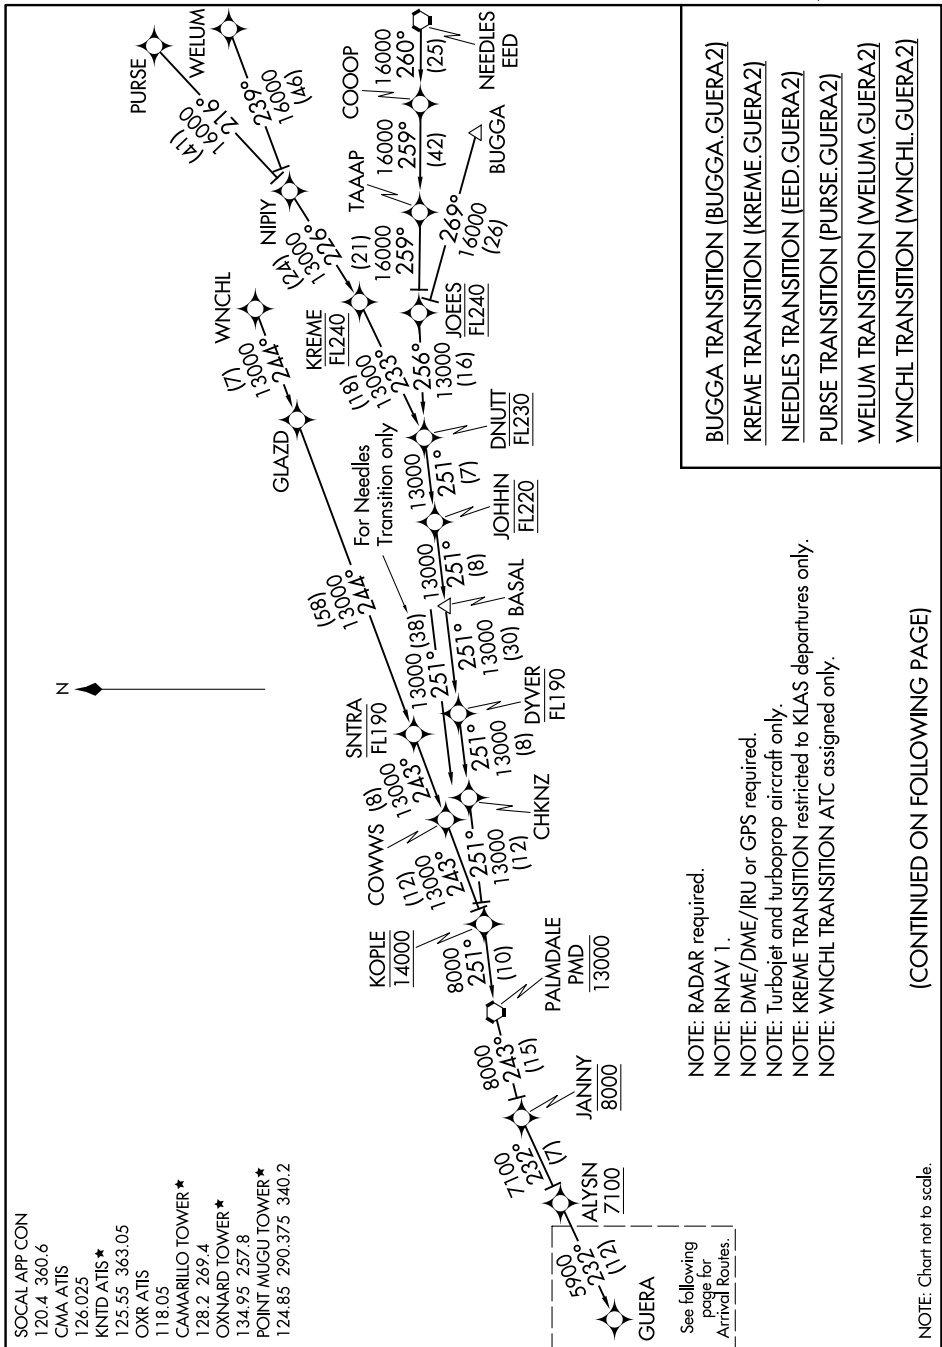 SOCAL APP CON
120.4 360.6
CMA ATIS
126.025
KNTD ATIS★
125.55 363.05
OXR ATIS
118.05
CAMARILLO TOWER★
128.2 269.4
OXNARD TOWER★
134.95 257.8
POINT MUGU TOWER★
124.85 290.375 340.2
N
PURSE
(41)
16000
216°
WELUM
239°
16000
(46)
NIPIY
(24)
13000
226°
KREME
FL240
(18)
13000
233°
NEEDLES
EED
16000
260°
(25)
COOOP
16000
259°
(42)
TAAAP
(21)
16000
259°
BUGGA
269°
16000
(26)
JOEES
FL240
256°
13000
(16)
DNUTT
FL230
13000
251°
(7)
JOHHN
FL220
13000
251°
(8)
BASAL
251°
13000
(30)
For Needles
Transition only
13000 (38)
251°
DYVER
FL190
251°
13000
(8)
CHKNZ
251°
13000
(12)
WNCHL
(7)
13000
244°
GLAZD
(58)
13000
244°
SNTRA
FL190
(8)
13000
243°
COWWS
(12)
13000
243°
KOPLE
14000
8000
251°
(10)
PALMDALE
PMD
13000
8000
243°
(15)
JANNY
8000
7100
232°
(7)
ALYSN
7100
5900
232°
(12)
GUERA
See following
page for
Arrival Routes.
BUGGA TRANSITION (BUGGA.GUERA2)
KREME TRANSITION (KREME.GUERA2)
NEEDLES TRANSITION (EED.GUERA2)
PURSE TRANSITION (PURSE.GUERA2)
WELUM TRANSITION (WELUM.GUERA2)
WNCHL TRANSITION (WNCHL.GUERA2)
NOTE: RADAR required.
NOTE: RNAV 1.
NOTE: DME/DME/IRU or GPS required.
NOTE: Turbojet and turboprop aircraft only.
NOTE: KREME TRANSITION restricted to KLAS departures only.
NOTE: WNCHL TRANSITION ATC assigned only.
(CONTINUED ON FOLLOWING PAGE)
NOTE: Chart not to scale.